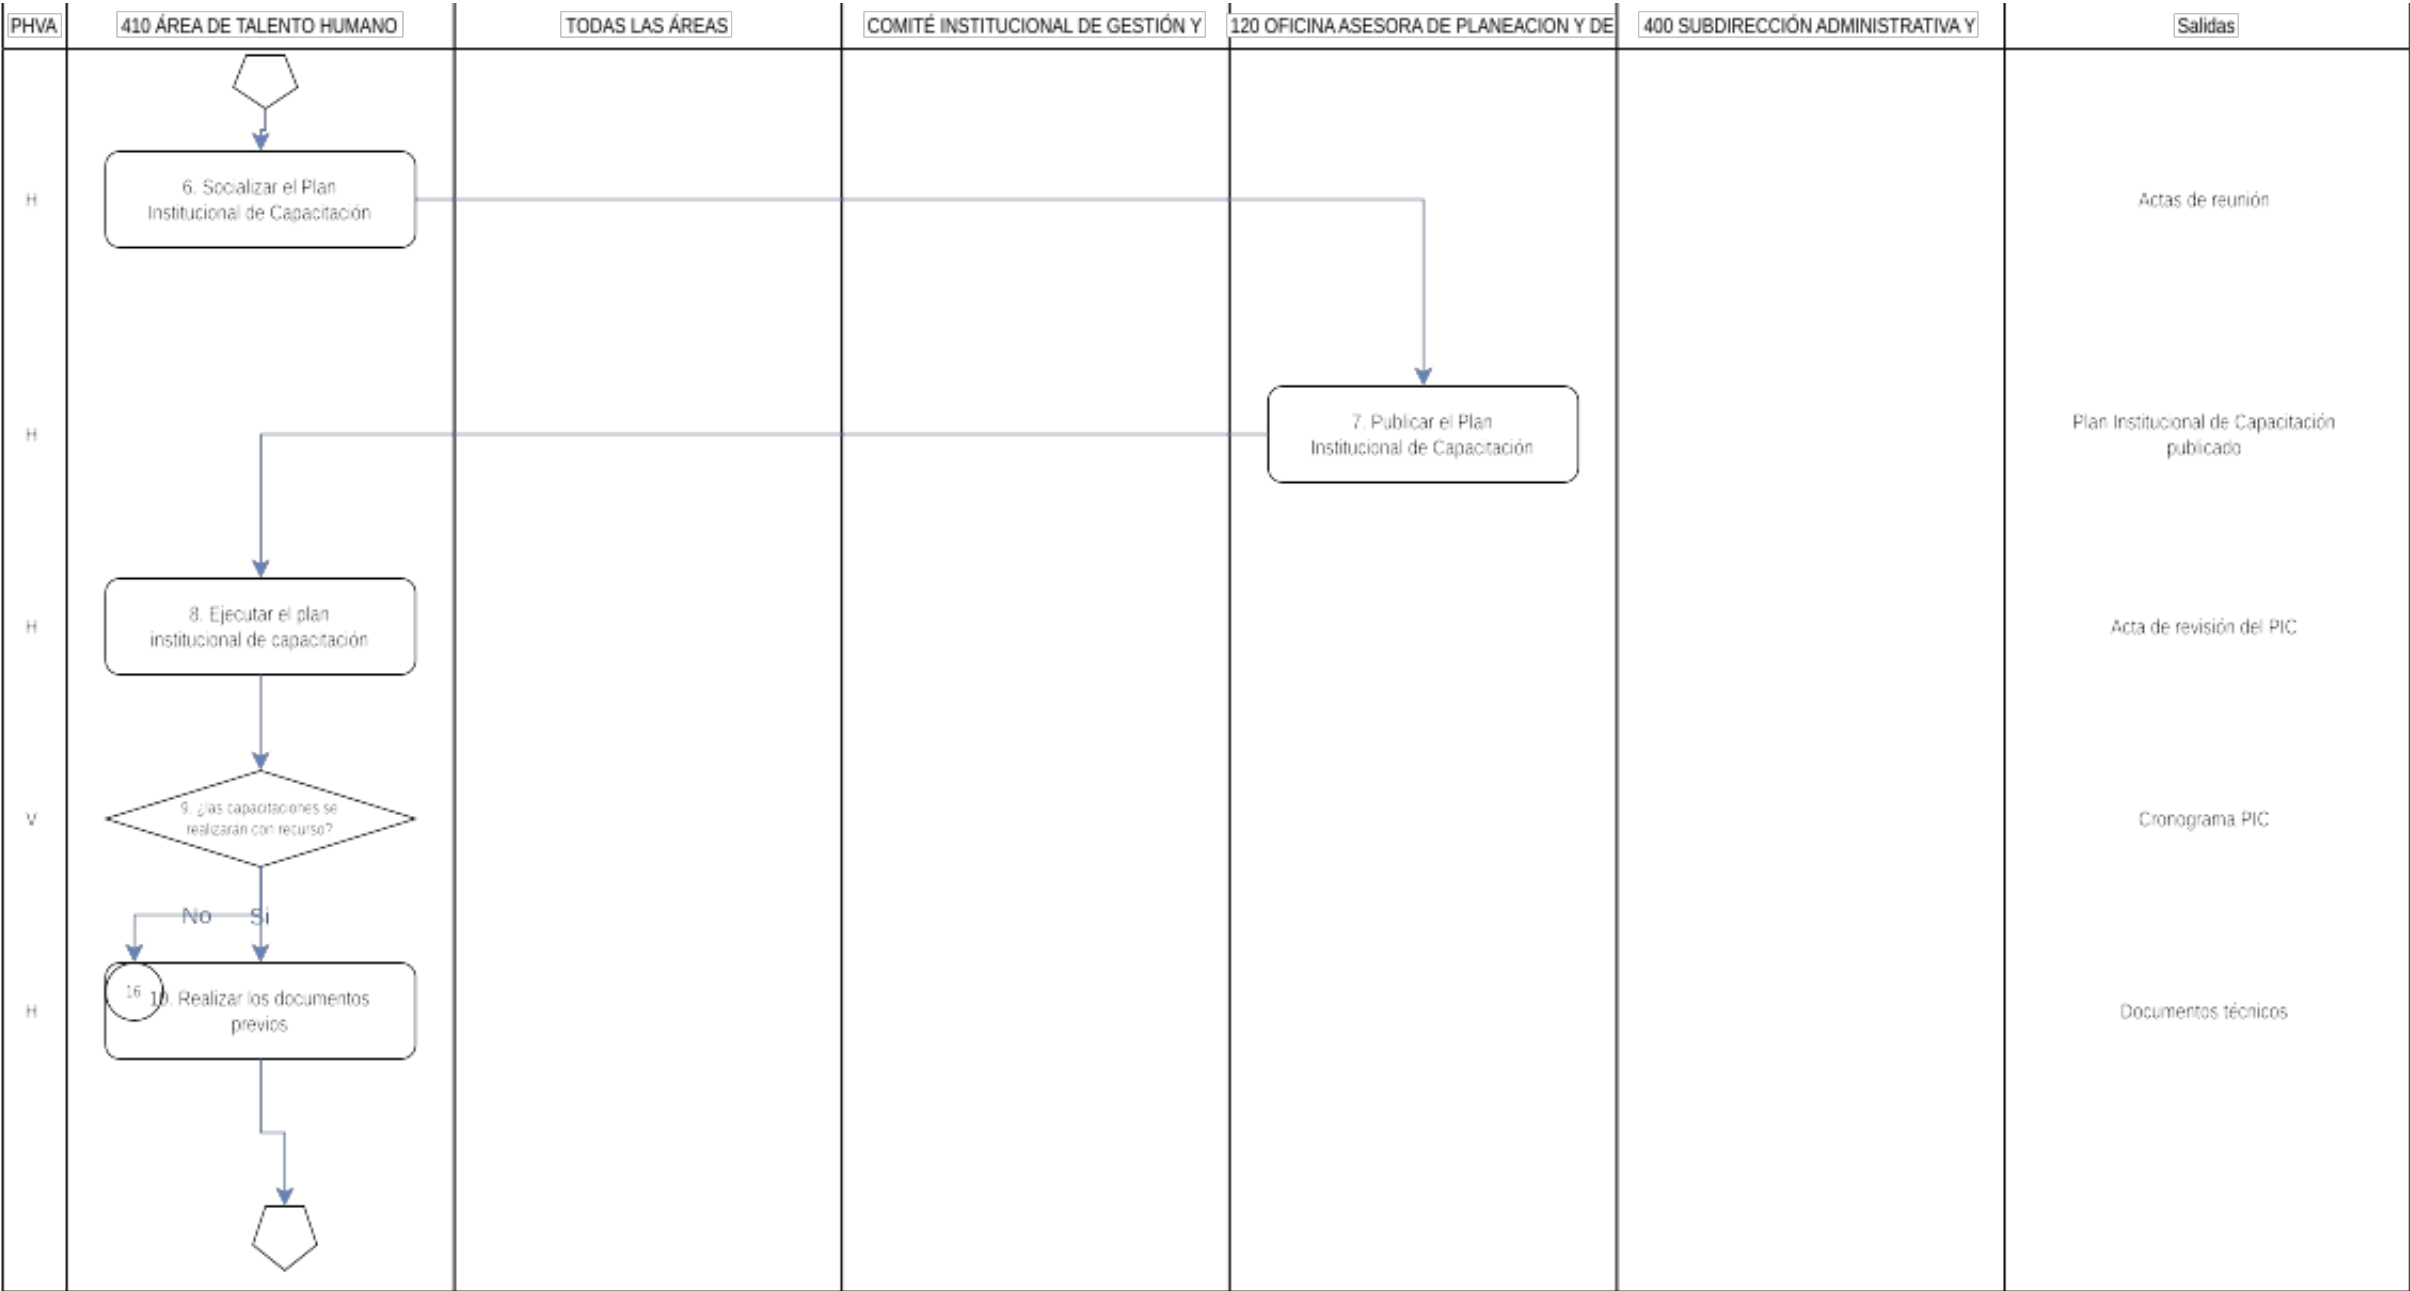 PHVA
410 ÁREA DE TALENTO HUMANO
TODAS LAS ÁREAS
COMITÉ INSTITUCIONAL DE GESTIÓN Y
120 OFICINA ASESORA DE PLANEACION Y DE
400 SUBDIRECCIÓN ADMINISTRATIVA Y
Salidas
H
6. Socializar el Plan
Institucional de Capacitación
Actas de reunión
H
7. Publicar el Plan
Institucional de Capacitación
Plan Institucional de Capacitación
publicado
H
8. Ejecutar el plan
institucional de capacitación
Acta de revisión del PIC
V
9. ¿las capacitaciones se
realizarán con recurso?
Cronograma PIC
No
Si
H
16
10. Realizar los documentos
previos
Documentos técnicos